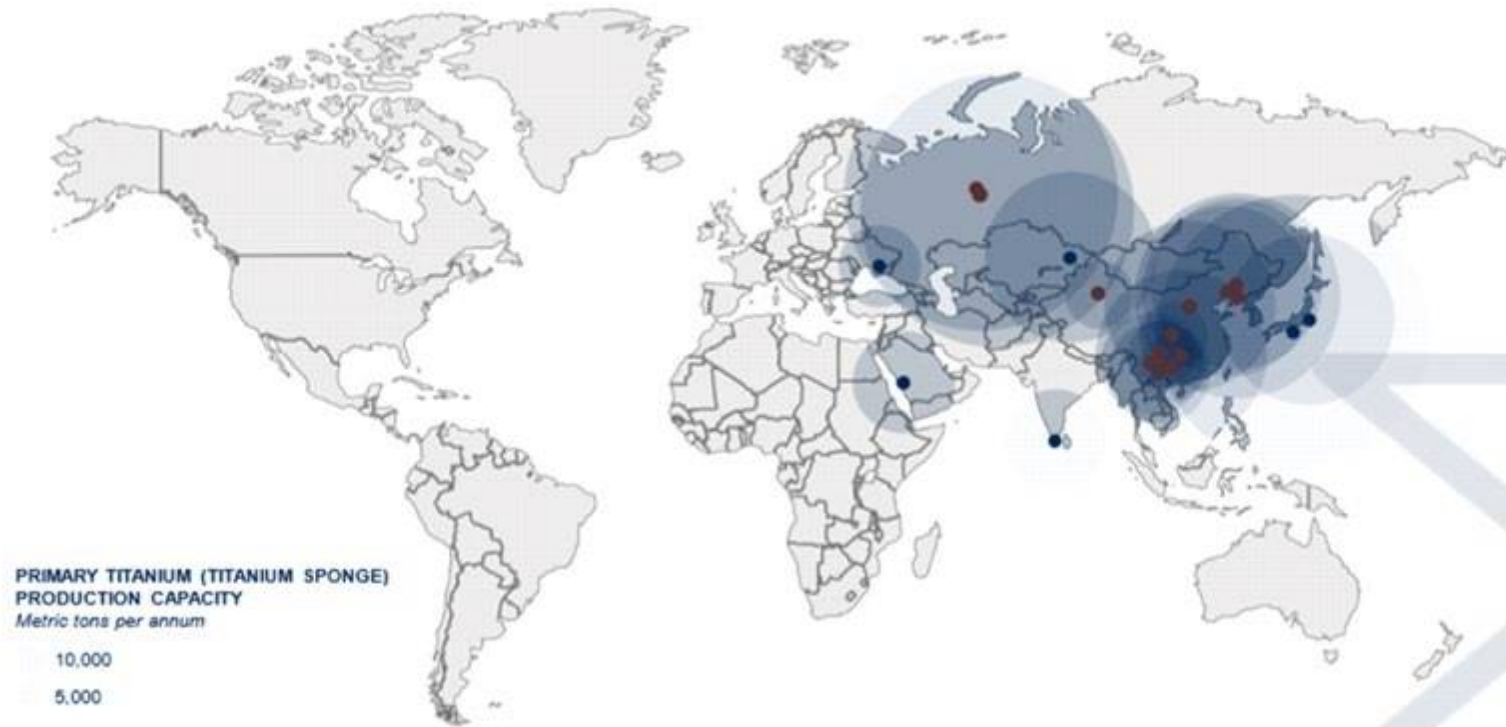 PRIMARY TITANIUM (TITANIUM SPONGE)
PRODUCTION CAPACITY
Metric tons per annum
10,000
5,000